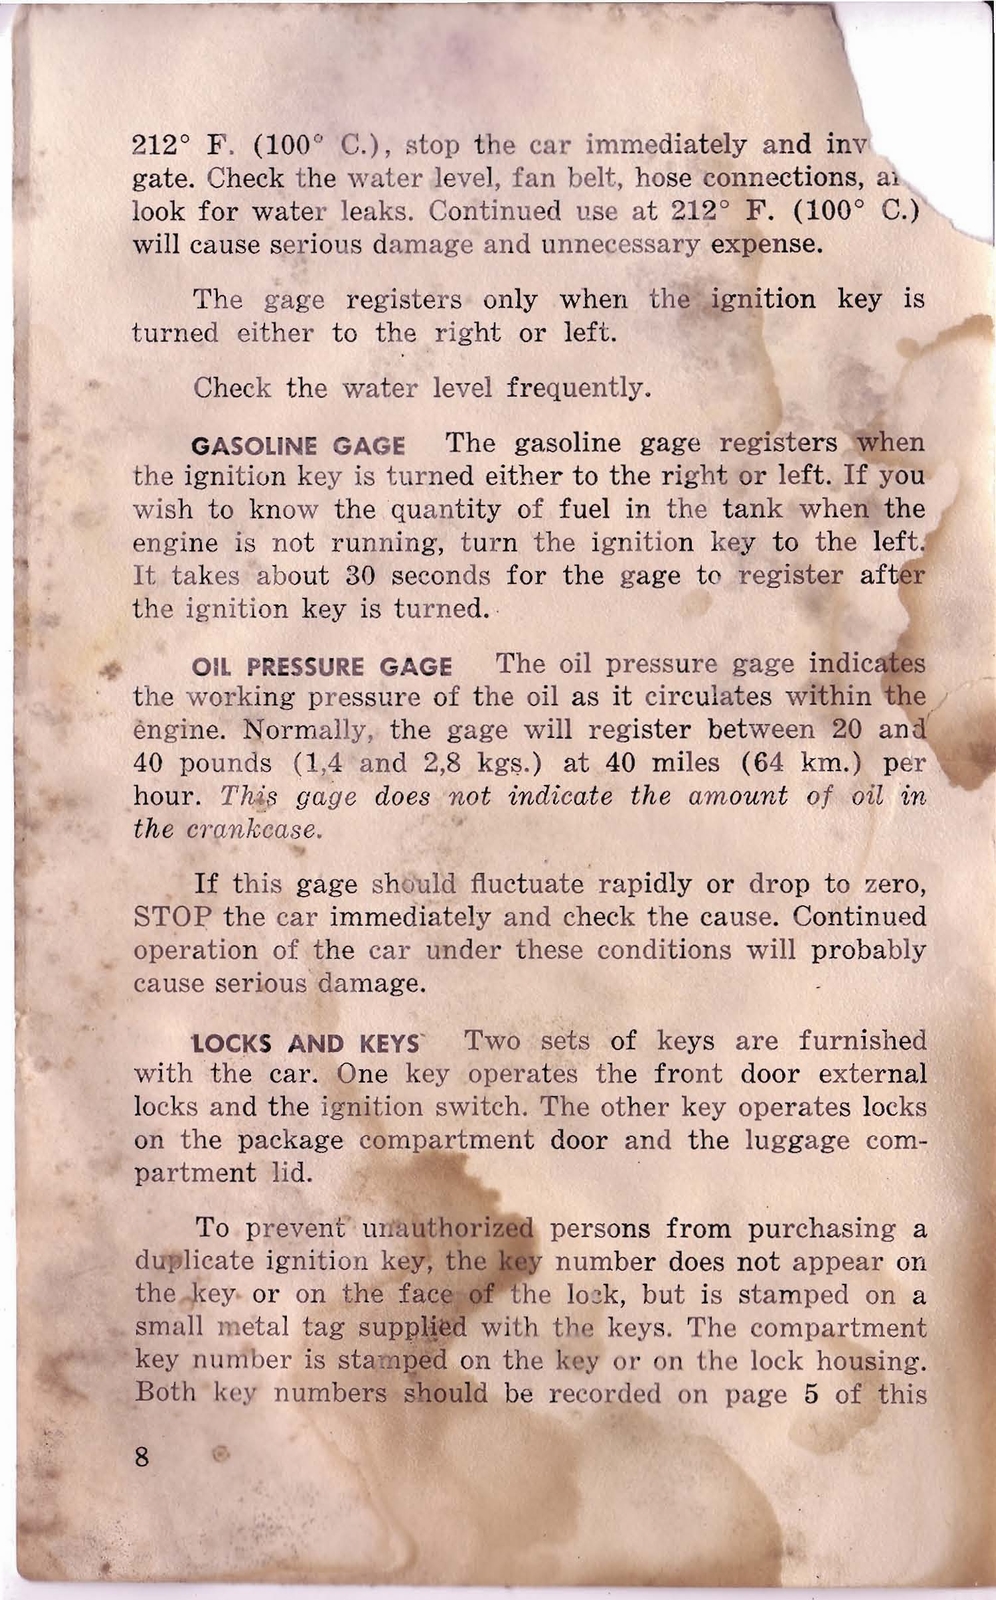 212° F. (100° C.), stop the car immediately and inv
gate. Check the water level, fan belt, hose connections,
look for water leaks. Continued use at 212° F. (100° C.)
will cause serious damage and unnecessary expense.
The gage registers only when the ignition key is
turned either to the right or left.
Check the water level frequently.
GASOLINE GAGE The gasoline gage registers when
the ignition key is turned either to the right or left. If you
wish to know the quantity of fuel in the tank when the
engine is not running, turn the ignition key to the left.
It takes about 30 seconds for the gage to register after
the ignition key is turned.
OIL PRESSURE GAGE The oil pressure gage indicates
the working pressure of the oil as it circulates within the
engine. Normally, the gage will register between 20 and
40 pounds (1,4 and 2,8 kgs.) at 40 miles (64 km.) per
hour. This gage does not indicate the amount of oil in
the crankcase.
If this gage should fluctuate rapidly or drop to zero,
STOP the car immediately and check the cause. Continued
operation of the car under these conditions will probably
cause serious damage.
LOCKS AND KEYS Two sets of keys are furnished
with the car. One key operates the front door external
locks and the ignition switch. The other key operates locks
on the package compartment door and the luggage com-
partment lid.
To prevent unauthorized persons from purchasing a
duplicate ignition key, the key number does not appear on
the key or on the face of the lock, but is stamped on a
small metal tag supplied with the keys. The compartment
key number is stamped on the key or on the lock housing.
Both key numbers should be recorded on page 5 of this
8